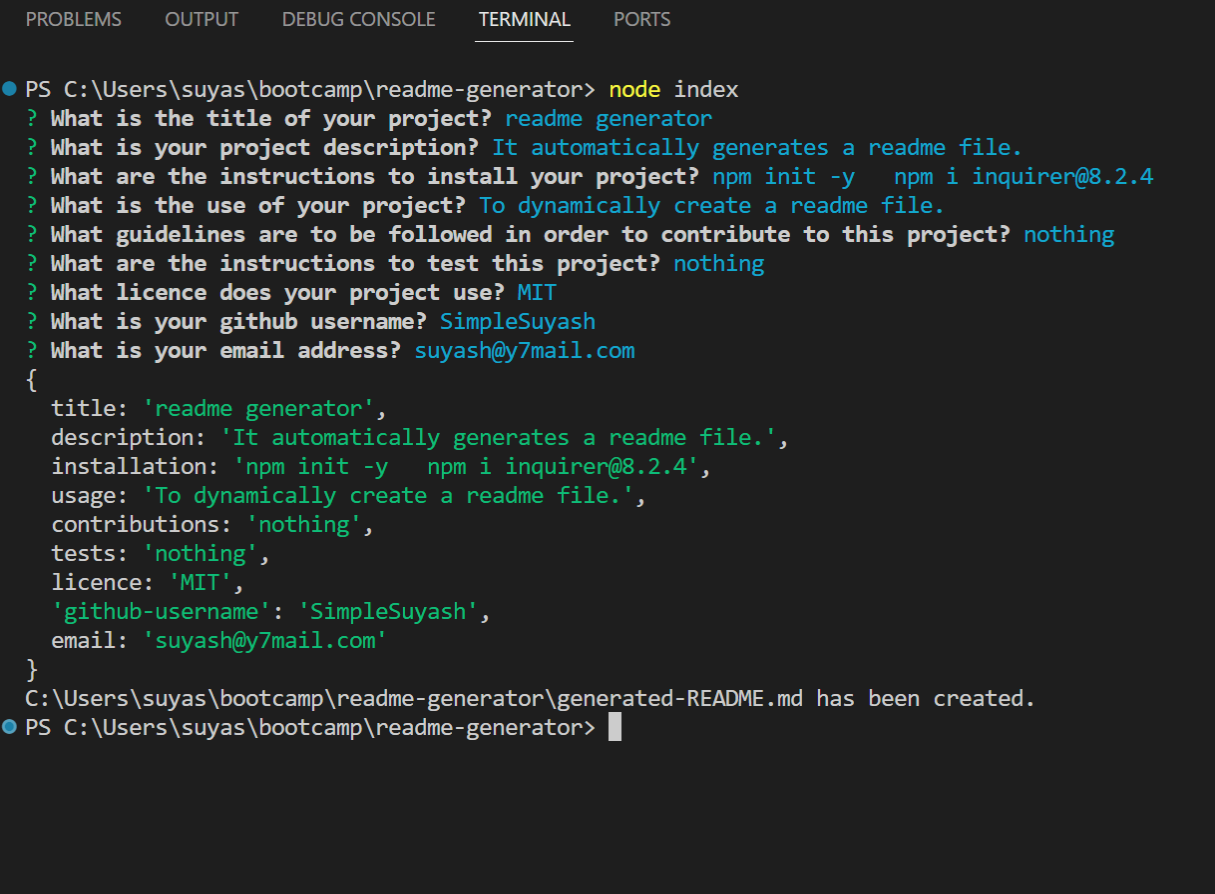 PROBLEMS OUTPUT DEBUG CONSOLE TERMINAL PORTS
PS C:\Users\suyas\bootcamp\readme-generator> node index
? What is the title of your project? readme generator
? What is your project description? It automatically generates a readme file.
? What are the instructions to install your project? npm init -y   npm i inquirer@8.2.4
? What is the use of your project? To dynamically create a readme file.
? What guidelines are to be followed in order to contribute to this project? nothing
? What are the instructions to test this project? nothing
? What licence does your project use? MIT
? What is your github username? SimpleSuyash
? What is your email address? suyash@y7mail.com
{
  title: 'readme generator',
  description: 'It automatically generates a readme file.',
  installation: 'npm init -y   npm i inquirer@8.2.4',
  usage: 'To dynamically create a readme file.',
  contributions: 'nothing',
  tests: 'nothing',
  licence: 'MIT',
  'github-username': 'SimpleSuyash',
  email: 'suyash@y7mail.com'
}
C:\Users\suyas\bootcamp\readme-generator\generated-README.md has been created.
PS C:\Users\suyas\bootcamp\readme-generator>